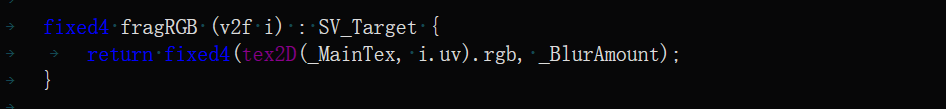 fixed4 fragRGB (v2f i) : SV_Target {
return fixed4(tex2D(_MainTex, i.uv).rgb, _BlurAmount);
}